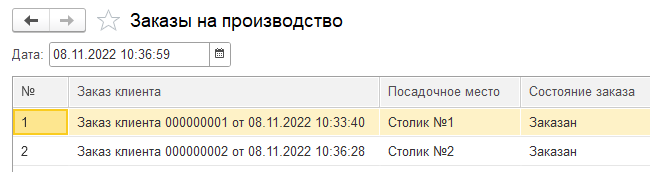 Заказы на производство
Дата: 08.11.2022 10:36:59
№ Заказ клиента Посадочное место Состояние заказа
1 Заказ клиента 000000001 от 08.11.2022 10:33:40 Столик №1 Заказан
2 Заказ клиента 000000002 от 08.11.2022 10:36:28 Столик №2 Заказан